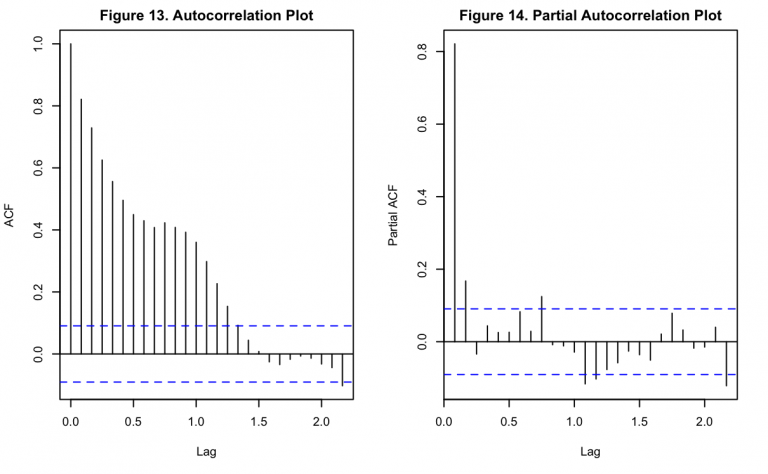 Figure 13. Autocorrelation Plot
ACF
1.0
0.8
0.6
0.4
0.2
0.0
0.0 0.5 1.0 1.5 2.0
Lag
Figure 14. Partial Autocorrelation Plot
Partial ACF
0.8
0.6
0.4
0.2
0.0
0.0 0.5 1.0 1.5 2.0
Lag